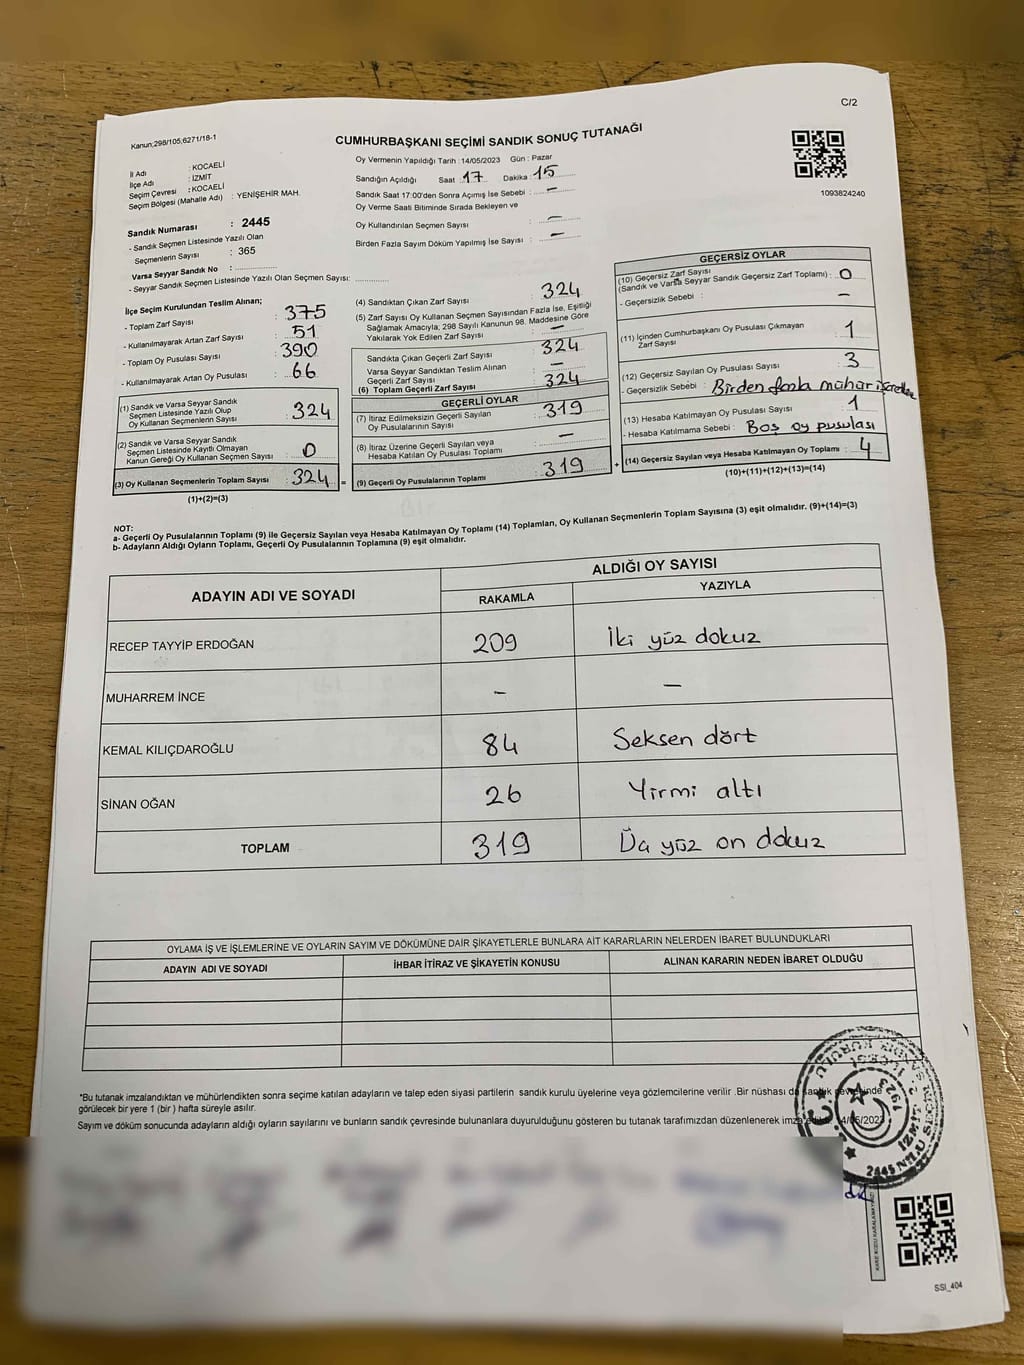 C/2
Kanun;298/105,6271/18-1
CUMHURBAŞKANI SEÇİMİ SANDIK SONUÇ TUTANAĞI
1093824240
İl Adı : KOCAELİ
İlçe Adı : İZMİT
Seçim Çevresi : KOCAELİ
Seçim Bölgesi (Mahalle Adı) : YENİŞEHİR MAH.
Sandık Numarası : 2445
- Sandık Seçmen Listesinde Yazılı Olan
Seçmenlerin Sayısı : 365
Varsa Seyyar Sandık No :
- Seyyar Sandık Seçmen Listesinde Yazılı Olan Seçmen Sayısı:
Oy Vermenin Yapıldığı Tarih : 14/05/2023 Gün : Pazar
Sandığın Açıldığı Saat : 17 Dakika : 15
Sandık Saat 17:00'den Sonra Açımış İse Sebebi : -
Oy Verme Saati Bitiminde Sırada Bekleyen ve
Oy Kullandırılan Seçmen Sayısı : -
Birden Fazla Sayım Döküm Yapılmış İse Sayısı : -
İlçe Seçim Kurulundan Teslim Alınan;
- Toplam Zarf Sayısı : 375
- Kullanılmayarak Artan Zarf Sayısı : 51
- Toplam Oy Pusulası Sayısı : 390
- Kullanılmayarak Artan Oy Pusulası : 66
(1) Sandık ve Varsa Seyyar Sandık
Seçmen Listesinde Yazılı Olup
Oy Kullanan Seçmenlerin Sayısı : 324
(2) Sandık ve Varsa Seyyar Sandık
Seçmen Listesinde Kayıtlı Olmayan
Kanun Gereği Oy Kullanan Seçmen Sayısı : 0
(3) Oy Kullanan Seçmenlerin Toplam Sayısı : 324 =
(1)+(2)=(3)
(4) Sandıktan Çıkan Zarf Sayısı : 324
(5) Zarf Sayısı Oy Kullanan Seçmen Sayısından Fazla İse, Eşitliği
Sağlamak Amacıyla, 298 Sayılı Kanunun 98. Maddesine Göre
Yakılarak Yok Edilen Zarf Sayısı : -
Sandıkta Çıkan Geçerli Zarf Sayısı : 324
Varsa Seyyar Sandıktan Teslim Alınan
Geçerli Zarf Sayısı : -
(6) Toplam Geçerli Zarf Sayısı : 324
GEÇERLİ OYLAR
(7) İtiraz Edilmeksizin Geçerli Sayılan
Oy Pusulalarının Sayısı : 319
(8) İtiraz Üzerine Geçerli Sayılan veya
Hesaba Katılan Oy Pusulası Toplamı : -
(9) Geçerli Oy Pusulalarının Toplamı : 319 +
GEÇERSİZ OYLAR
(10) Geçersiz Zarf Sayısı
(Sandık ve Varsa Seyyar Sandık Geçersiz Zarf Toplamı) : 0
- Geçersizlik Sebebi : -
(11) İçinden Cumhurbaşkanı Oy Pusulası Çıkmayan
Zarf Sayısı : 1
(12) Geçersiz Sayılan Oy Pusulası Sayısı : 3
- Geçersizlik Sebebi : Birden fazla mühür
(13) Hesaba Katılmayan Oy Pusulası Sayısı : 1
- Hesaba Katılmama Sebebi : Boş oy pusulası
(14) Geçersiz Sayılan veya Hesaba Katılmayan Oy Toplamı : 4
(10)+(11)+(12)+(13)=(14)
NOT:
a- Geçerli Oy Pusulalarının Toplamı (9) ile Geçersiz Sayılan veya Hesaba Katılmayan Oy Toplamı (14) Toplamları, Oy Kullanan Seçmenlerin Toplam Sayısına (3) eşit olmalıdır. (9)+(14)=(3)
b- Adayların Aldığı Oyların Toplamı, Geçerli Oy Pusulalarının Toplamına (9) eşit olmalıdır.
ADAYIN ADI VE SOYADI
ALDIĞI OY SAYISI
RAKAMLA YAZIYLA
RECEP TAYYİP ERDOĞAN 209 İki yüz dokuz
MUHARREM İNCE - -
KEMAL KILIÇDAROĞLU 84 Seksen dört
SİNAN OĞAN 26 Yirmi altı
TOPLAM 319 Üç yüz on dokuz
OYLAMA İŞ VE İŞLEMLERİNE VE OYLARIN SAYIM VE DÖKÜMÜNE DAİR ŞİKAYETLERLE BUNLARA AİT KARARLARIN NELERDEN İBARET BULUNDUKLARI
ADAYIN ADI VE SOYADI İHBAR İTİRAZ VE ŞİKAYETİN KONUSU ALINAN KARARIN NEDEN İBARET OLDUĞU
*Bu tutanak imzalandıktan ve mühürlendikten sonra seçime katılan adayların ve talep eden siyasi partilerin sandık kurulu üyelerine veya gözlemcilerine verilir .Bir nüshası da sandık çevresinde
görülecek bir yere 1 (bir ) hafta süreyle asılır.
Sayım ve döküm sonucunda adayların aldığı oyların sayılarını ve bunların sandık çevresinde bulunanlara duyurulduğunu gösteren bu tutanak tarafımızdan düzenlenerek imza edildi. 14/05/2023
2445 NO.LU SEÇİM
İZMİT
SSI_404